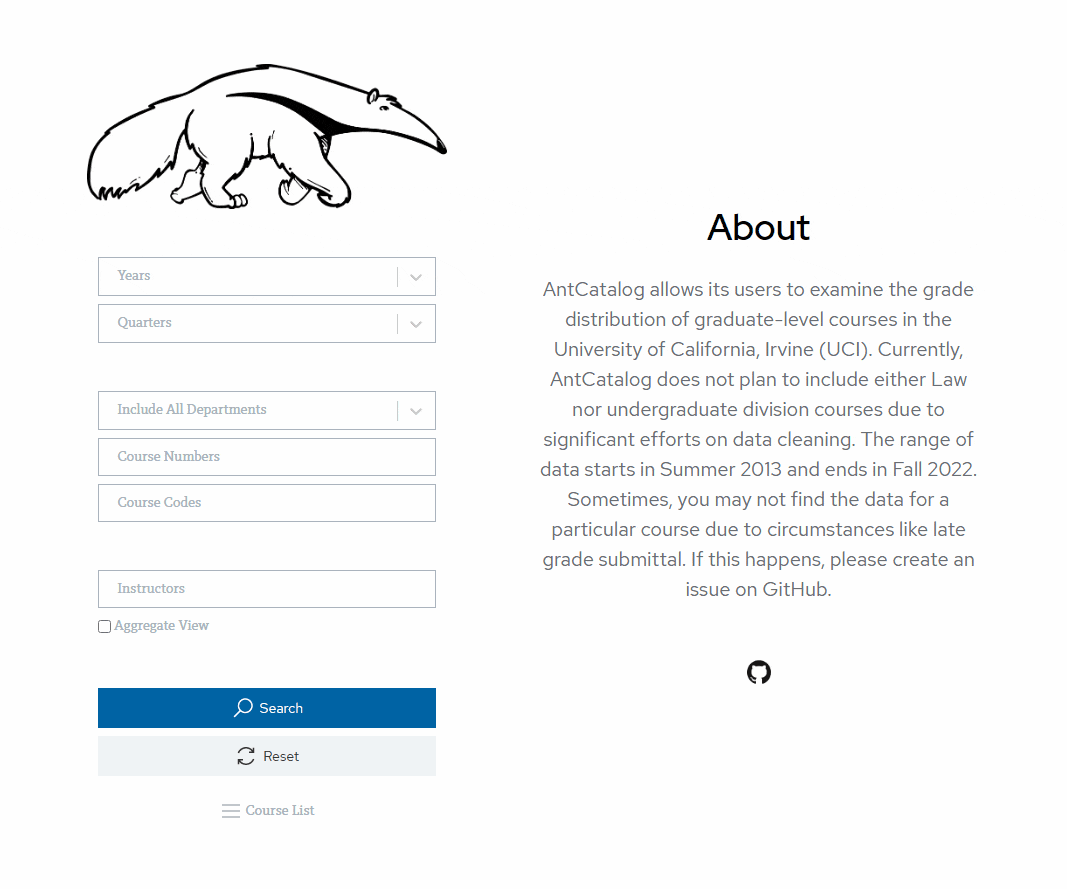 Years
Quarters
Include All Departments
Course Numbers
Course Codes
Instructors
Aggregate View
Search
Reset
Course List
About
AntCatalog allows its users to examine the grade
distribution of graduate-level courses in the
University of California, Irvine (UCI). Currently,
AntCatalog does not plan to include either Law
nor undergraduate division courses due to
significant efforts on data cleaning. The range of
data starts in Summer 2013 and ends in Fall 2022.
Sometimes, you may not find the data for a
particular course due to circumstances like late
grade submittal. If this happens, please create an
issue on GitHub.